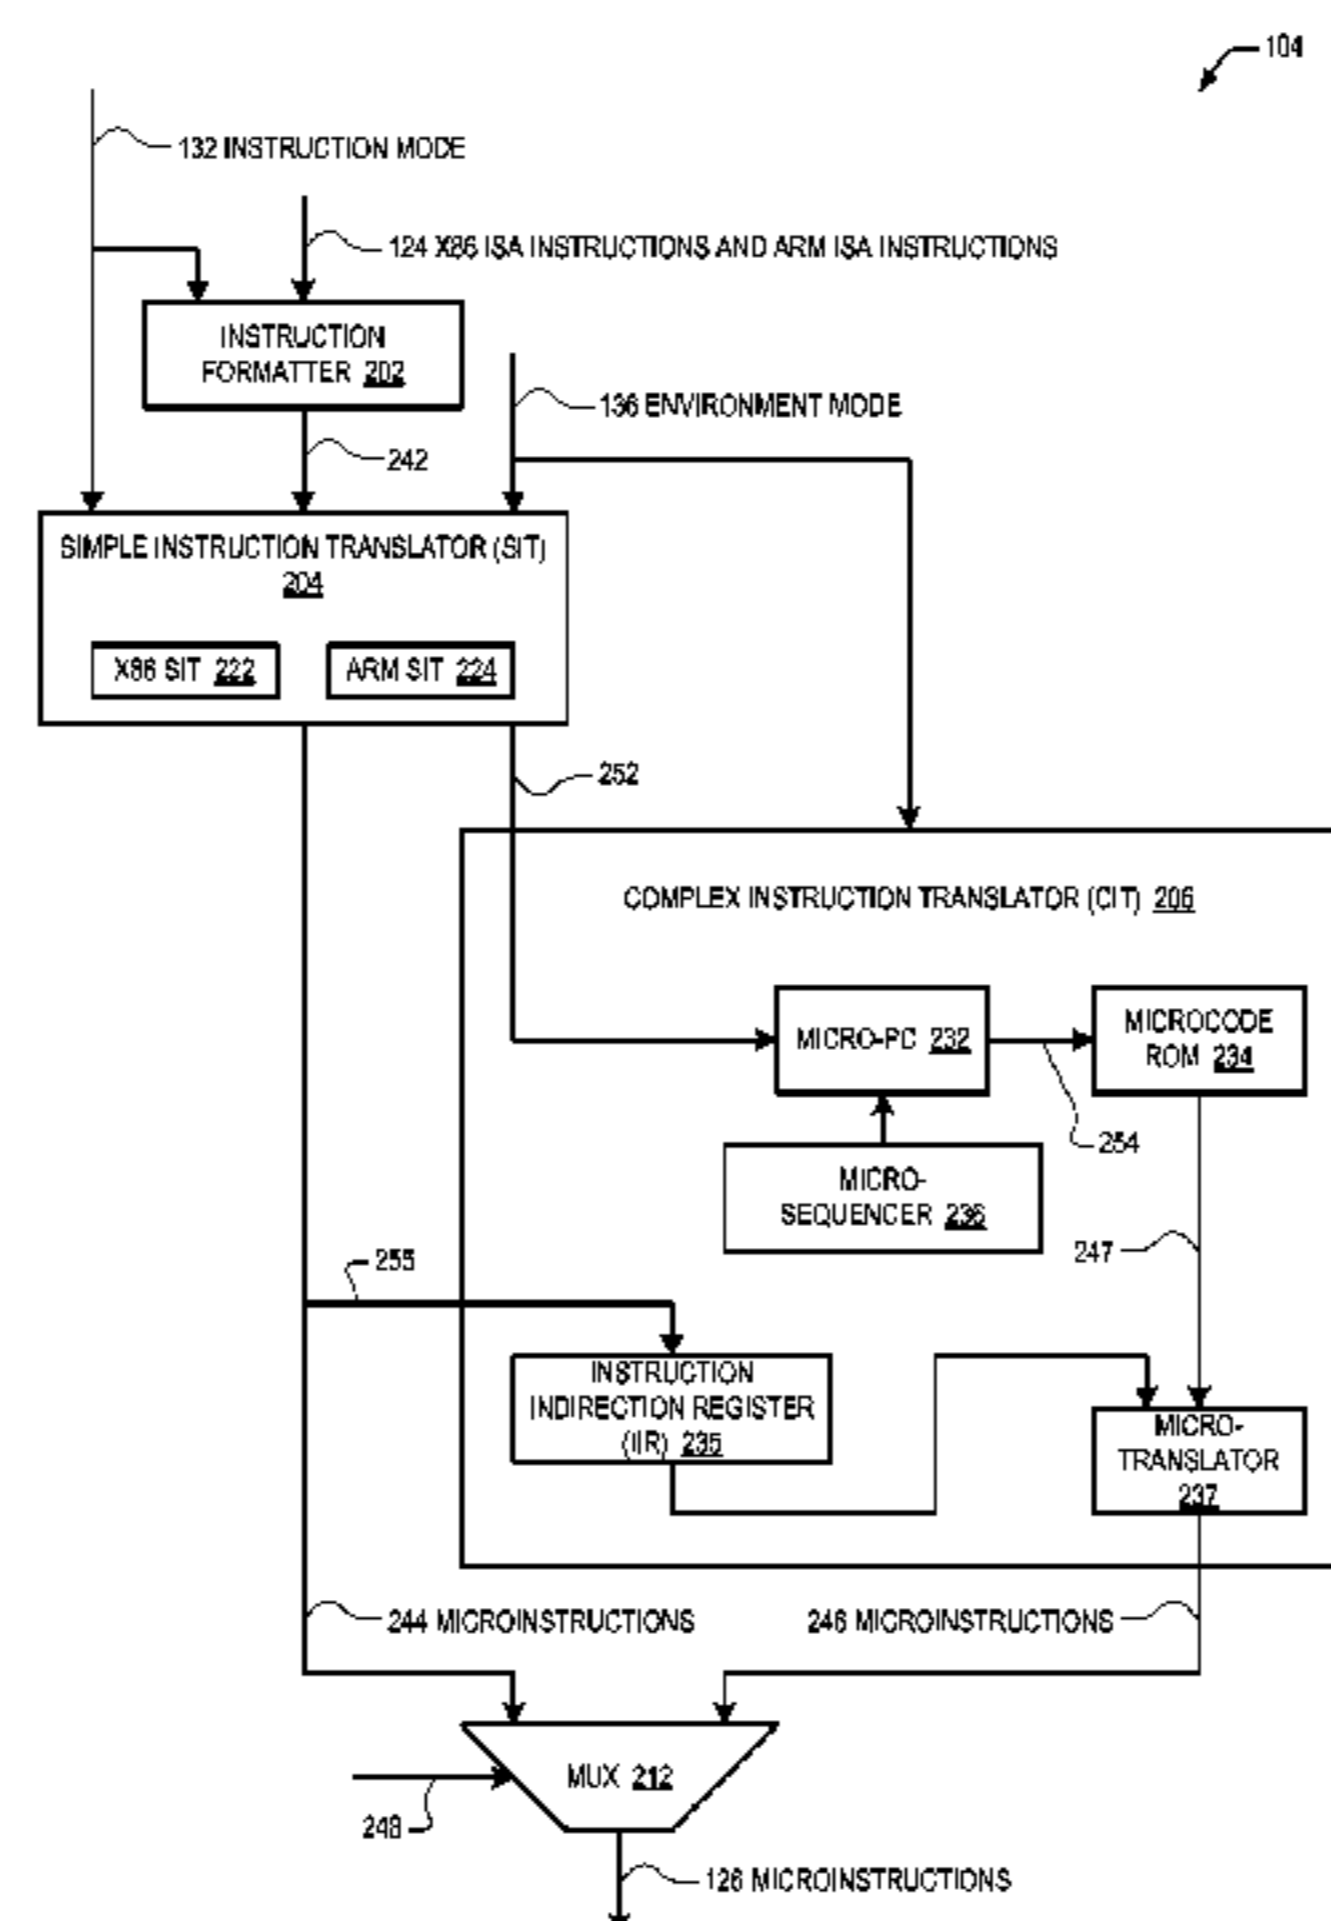 104
132 INSTRUCTION MODE
124 X86 ISA INSTRUCTIONS AND ARM ISA INSTRUCTIONS
INSTRUCTION
FORMATTER 202
136 ENVIRONMENT MODE
242
SIMPLE INSTRUCTION TRANSLATOR (SIT)
204
X86 SIT 222
ARM SIT 224
252
COMPLEX INSTRUCTION TRANSLATOR (CIT) 206
MICRO-PC 232
MICROCODE
ROM 234
254
MICRO-
SEQUENCER 236
247
255
INSTRUCTION
INDIRECTION REGISTER
(IIR) 235
MICRO-
TRANSLATOR
237
244 MICROINSTRUCTIONS
246 MICROINSTRUCTIONS
MUX 212
248
126 MICROINSTRUCTIONS